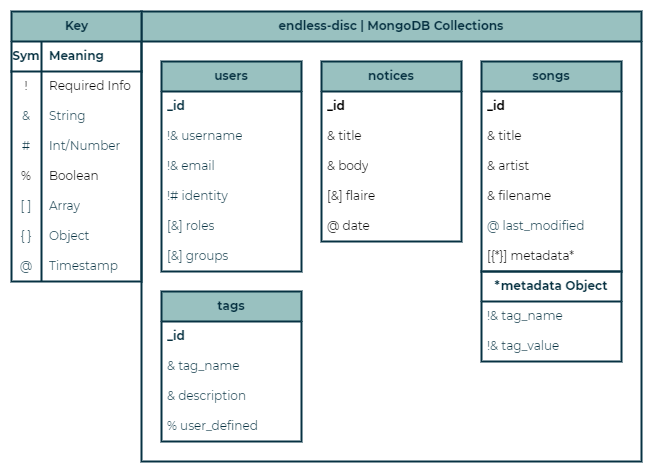 Key
Sym Meaning
! Required Info
& String
# Int/Number
% Boolean
[ ] Array
{ } Object
@ Timestamp
endless-disc | MongoDB Collections
users
_id
!& username
!& email
!# identity
[&] roles
[&] groups
notices
_id
& title
& body
[&] flaire
@ date
songs
_id
& title
& artist
& filename
@ last_modified
[{*}] metadata*
*metadata Object
!& tag_name
!& tag_value
tags
_id
& tag_name
& description
% user_defined